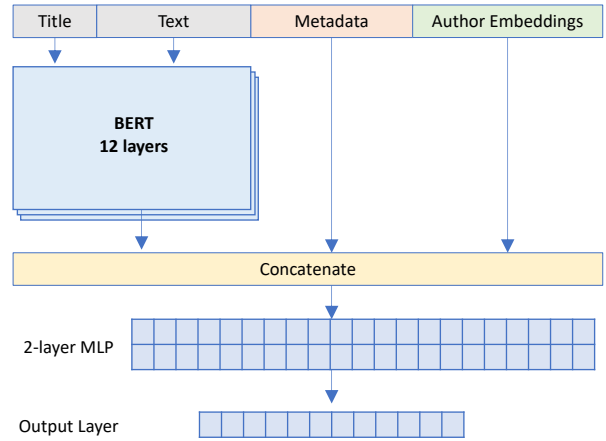 Title Text Metadata Author Embeddings
BERT
12 layers
Concatenate
2-layer MLP
Output Layer